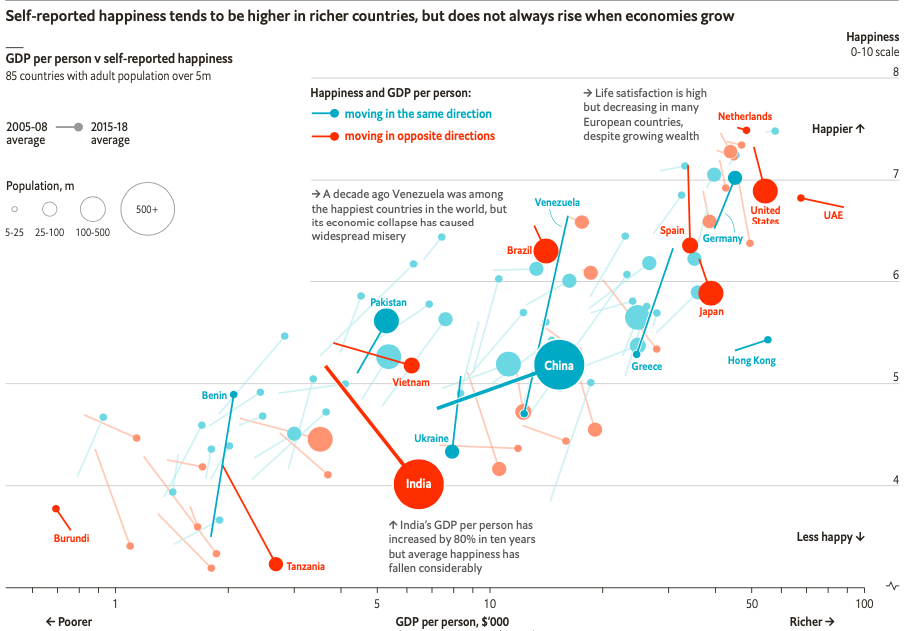 Self-reported happiness tends to be higher in richer countries, but does not always rise when economies grow
GDP per person v self-reported happiness
85 countries with adult population over 5m
Happiness
0-10 scale
2005-08
average
2015-18
average
Population, m
5-25
25-100
100-500
500+
Happiness and GDP per person:
moving in the same direction
moving in opposite directions
→ Life satisfaction is high
but decreasing in many
European countries,
despite growing wealth
→ A decade ago Venezuela was among
the happiest countries in the world, but
its economic collapse has caused
widespread misery
8
7
6
5
4
Happier ↑
Netherlands
United
States
UAE
Venezuela
Brazil
Spain
Germany
Japan
Pakistan
Vietnam
China
Greece
Hong Kong
Benin
Ukraine
India
Burundi
Tanzania
↑ India's GDP per person has
increased by 80% in ten years
but average happiness has
fallen considerably
Less happy ↓
1
5
10
50
100
← Poorer
GDP per person, $'000
Richer →